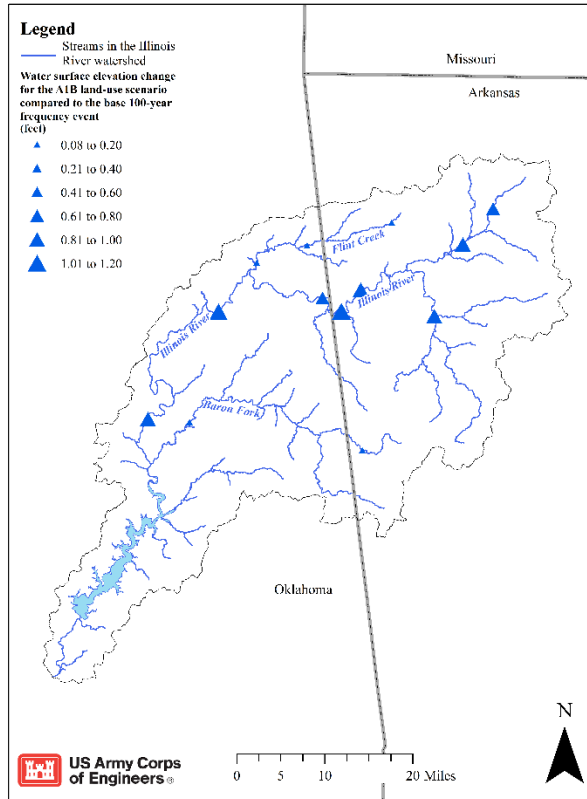 Legend
Streams in the Illinois
River watershed
Water surface elevation change
for the A1B land-use scenario
compared to the base 100-year
frequency event
(feet)
0.08 to 0.20
0.21 to 0.40
0.41 to 0.60
0.61 to 0.80
0.81 to 1.00
1.01 to 1.20
Missouri
Arkansas
Flint Creek
Illinois River
Illinois River
Baron Fork
Oklahoma
N
US Army Corps
of Engineers ®
0 5 10 20 Miles